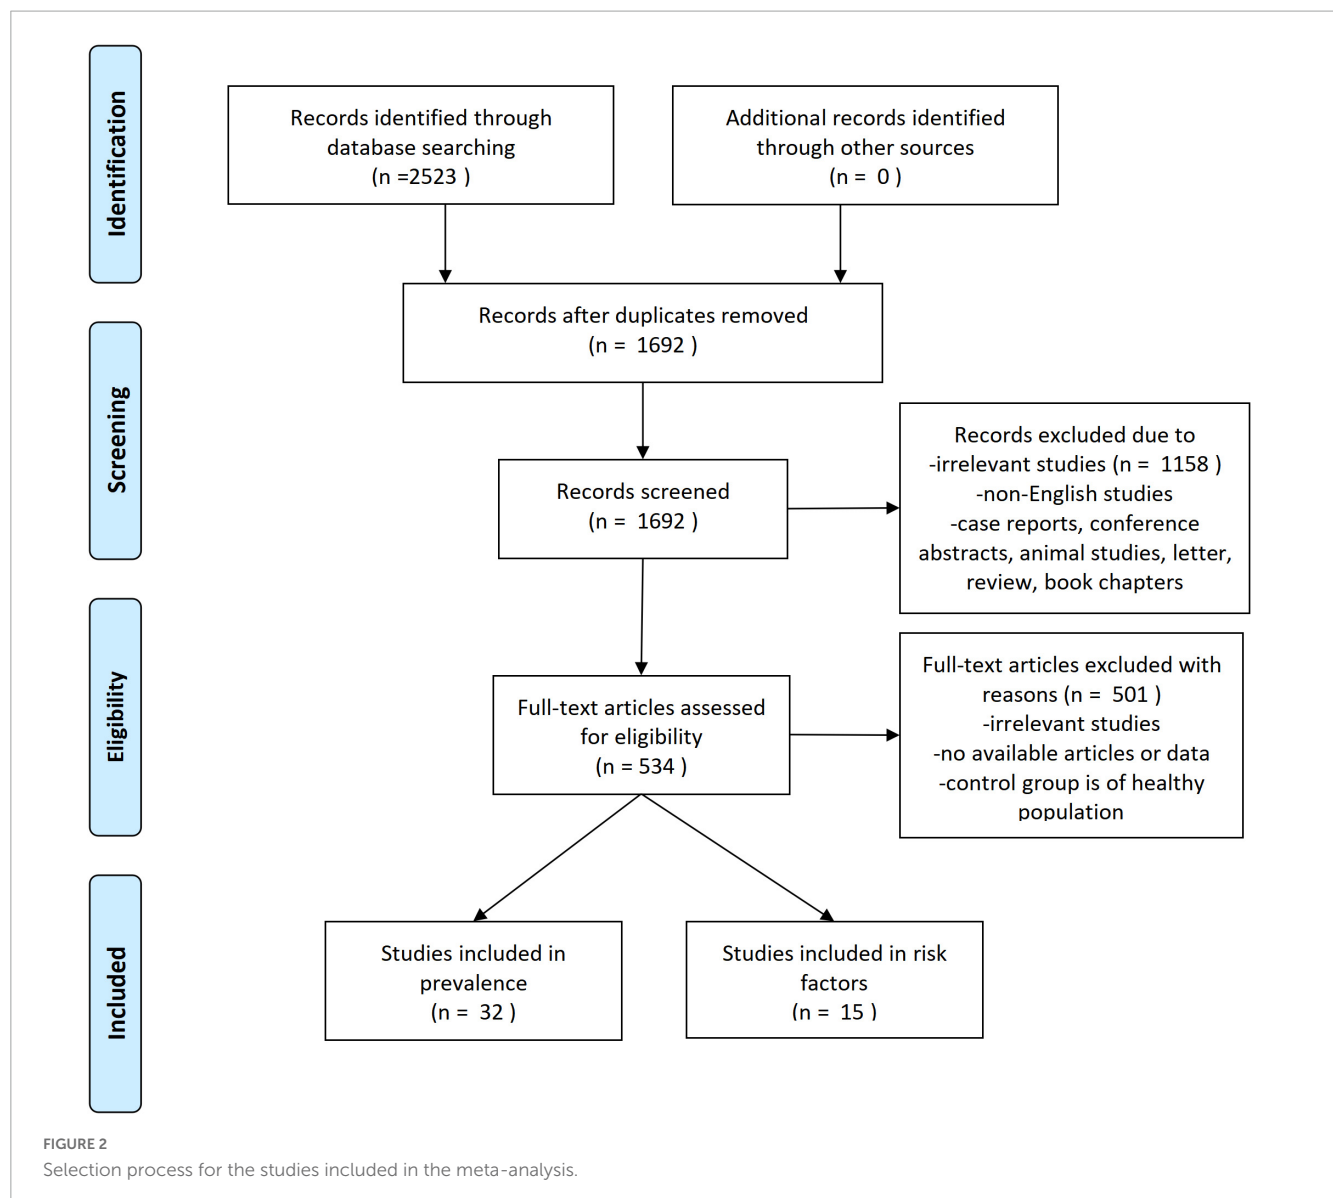 Identification
Records identified through
database searching
(n =2523 )
Additional records identified
through other sources
(n = 0 )
Records after duplicates removed
(n = 1692 )
Screening
Records screened
(n = 1692 )
Records excluded due to
-irrelevant studies (n = 1158 )
-non-English studies
-case reports, conference
abstracts, animal studies, letter,
review, book chapters
Eligibility
Full-text articles assessed
for eligibility
(n = 534 )
Full-text articles excluded with
reasons (n = 501 )
-irrelevant studies
-no available articles or data
-control group is of healthy
population
Included
Studies included in
prevalence
(n = 32 )
Studies included in risk
factors
(n = 15 )
FIGURE 2
Selection process for the studies included in the meta-analysis.